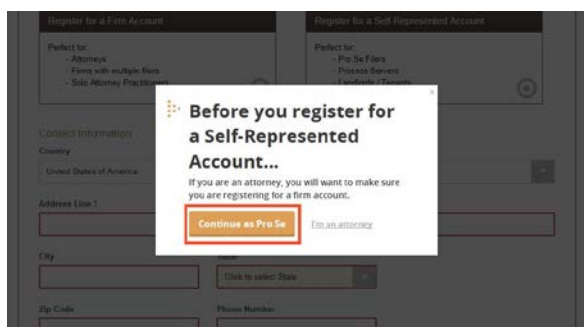 Register for a Firm Account
Register for a Self-Represented Account
Perfect for:
- Attorneys
- Firms with multiple filers
- Solo Attorney Practitioners
Perfect for:
- Pro Se Filers
- Process Servers
- Landlords / Tenants
×
Before you register for
a Self-Represented
Account...
If you are an attorney, you will want to make sure
you are registering for a firm account.
Continue as Pro Se
I'm an attorney
Contact Information
Country
United States of America
Address Line 1
City
State
Click to select State
Zip Code
Phone Number